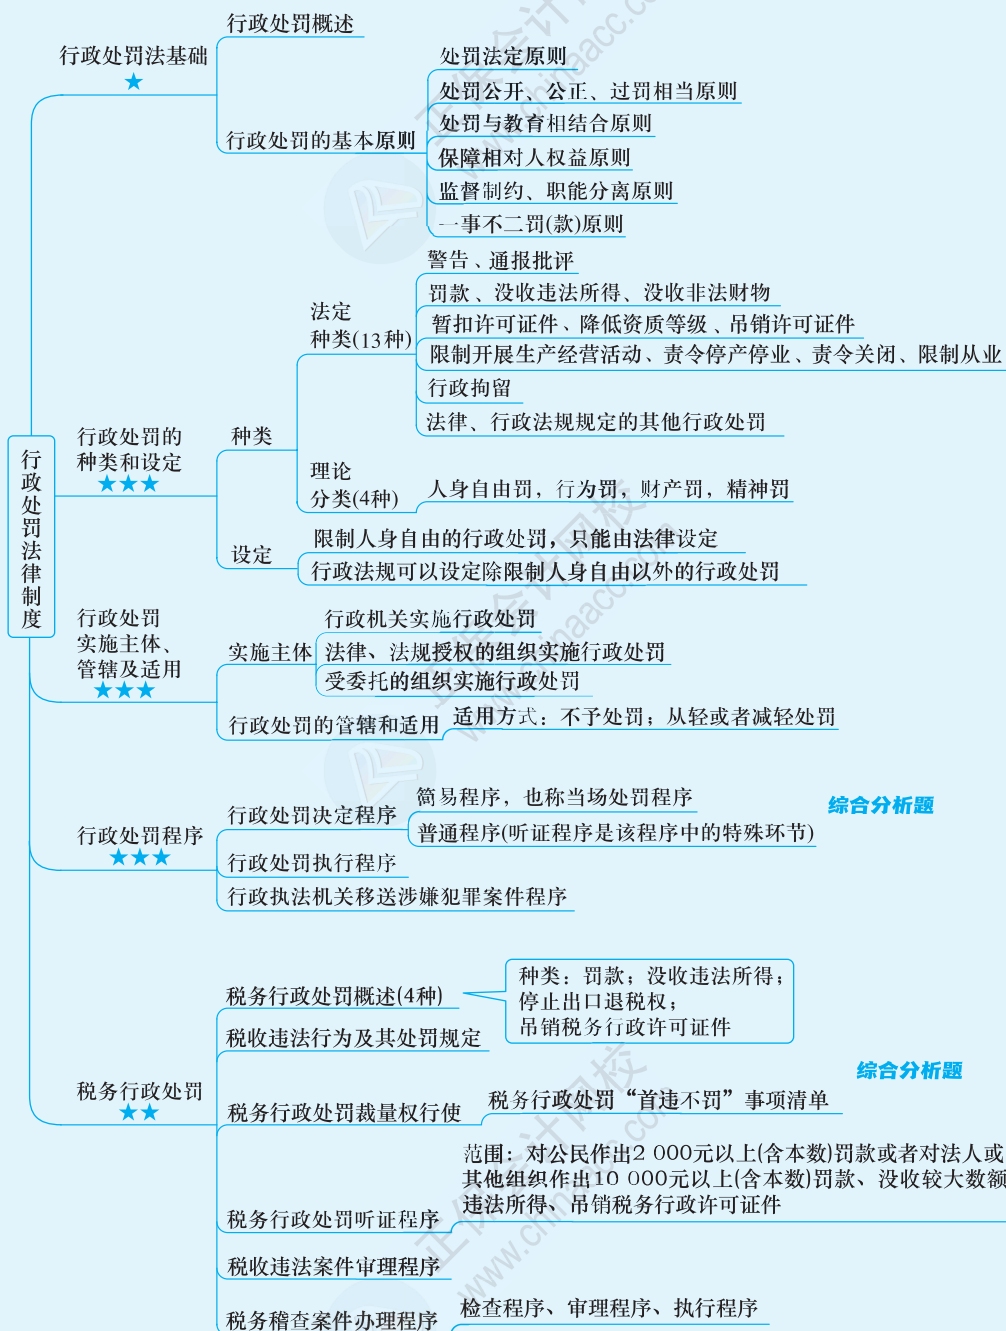 行政处罚法律制度
行政处罚法基础
★
行政处罚概述
行政处罚的基本原则
处罚法定原则
处罚公开、公正、过罚相当原则
处罚与教育相结合原则
保障相对人权益原则
监督制约、职能分离原则
一事不二罚(款)原则
行政处罚的
种类和设定
★★★
种类
法定
种类(13种)
警告、通报批评
罚款、没收违法所得、没收非法财物
暂扣许可证件、降低资质等级、吊销许可证件
限制开展生产经营活动、责令停产停业、责令关闭、限制从业
行政拘留
法律、行政法规规定的其他行政处罚
理论
分类(4种)
人身自由罚，行为罚，财产罚，精神罚
设定
限制人身自由的行政处罚，只能由法律设定
行政法规可以设定除限制人身自由以外的行政处罚
行政处罚
实施主体、
管辖及适用
★★★
实施主体
行政机关实施行政处罚
法律、法规授权的组织实施行政处罚
受委托的组织实施行政处罚
行政处罚的管辖和适用
适用方式：不予处罚；从轻或者减轻处罚
行政处罚程序
★★★
行政处罚决定程序
简易程序，也称当场处罚程序
普通程序(听证程序是该程序中的特殊环节)
综合分析题
行政处罚执行程序
行政执法机关移送涉嫌犯罪案件程序
税务行政处罚
★★
税务行政处罚概述(4种)
种类：罚款；没收违法所得；
停止出口退税权；
吊销税务行政许可证件
税收违法行为及其处罚规定
综合分析题
税务行政处罚裁量权行使
税务行政处罚“首违不罚”事项清单
税务行政处罚听证程序
范围：对公民作出2 000元以上(含本数)罚款或者对法人或
其他组织作出10 000元以上(含本数)罚款、没收较大数额
违法所得、吊销税务行政许可证件
税收违法案件审理程序
税务稽查案件办理程序
检查程序、审理程序、执行程序
正保会计网校
www.chinaacc.com
正保会计网校
www.chinaacc.com
正保会计网校
www.chinaacc.com